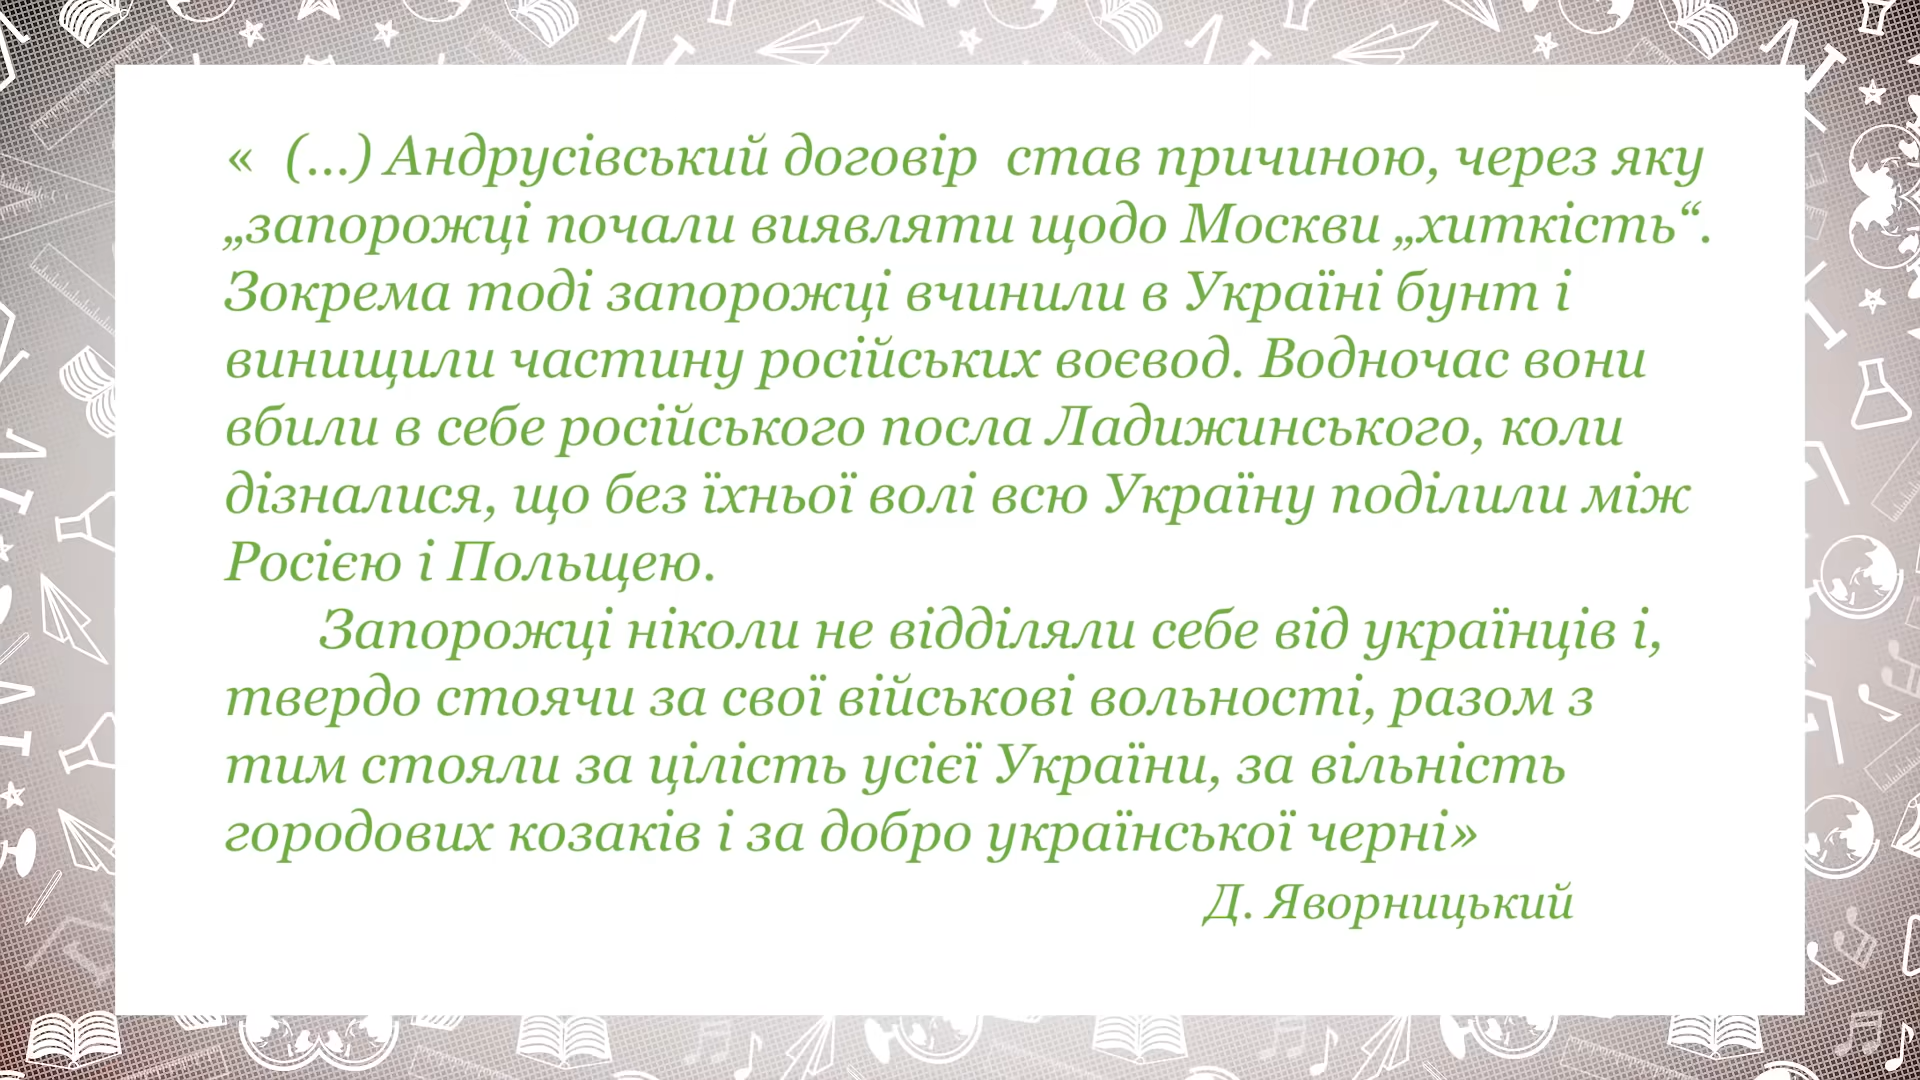 « (...) Андрусівський договір став причиною, через яку
„запорожці почали виявляти щодо Москви „хиткість“.
Зокрема тоді запорожці вчинили в Україні бунт і
винищили частину російських воєвод. Водночас вони
вбили в себе російського посла Ладижинського, коли
дізналися, що без їхньої волі всю Україну поділили між
Росією і Польщею.
Запорожці ніколи не відділяли себе від українців і,
твердо стоячи за свої військові вольності, разом з
тим стояли за цілість усієї України, за вільність
городових козаків і за добро української черні»
Д. Яворницький